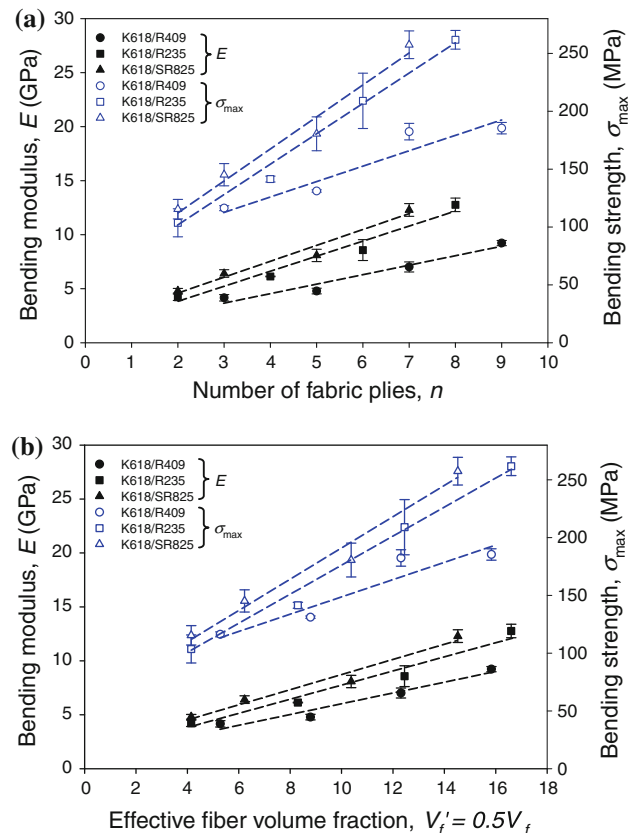 (a)
K618/R409
K618/R235
K618/SR825
E
K618/R409
K618/R235
K618/SR825
σmax
Bending modulus, E (GPa)
30
25
20
15
10
5
0
Bending strength, σmax (MPa)
250
200
150
100
50
0
0 1 2 3 4 5 6 7 8 9 10
Number of fabric plies, n
(b)
K618/R409
K618/R235
K618/SR825
E
K618/R409
K618/R235
K618/SR825
σmax
Bending modulus, E (GPa)
30
25
20
15
10
5
0
Bending strength, σmax (MPa)
250
200
150
100
50
0
0 2 4 6 8 10 12 14 16 18
Effective fiber volume fraction, Vf' = 0.5Vf